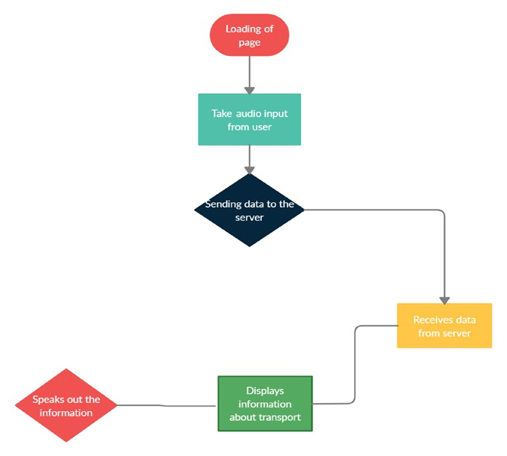 Loading of
page
Take audio input
from user
Sending data to the
server
Receives data
from server
Displays
information
about transport
Speaks out the
information